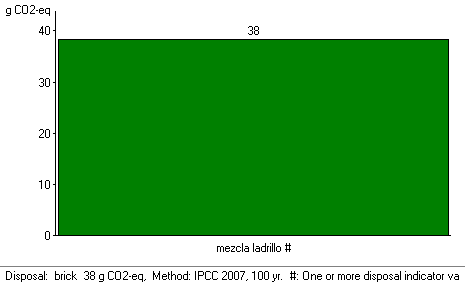 g CO2-eq
38
40
30
20
10
0
mezcla ladrillo #
Disposal: brick 38 g CO2-eq, Method: IPCC 2007, 100 yr. #: One or more disposal indicator va